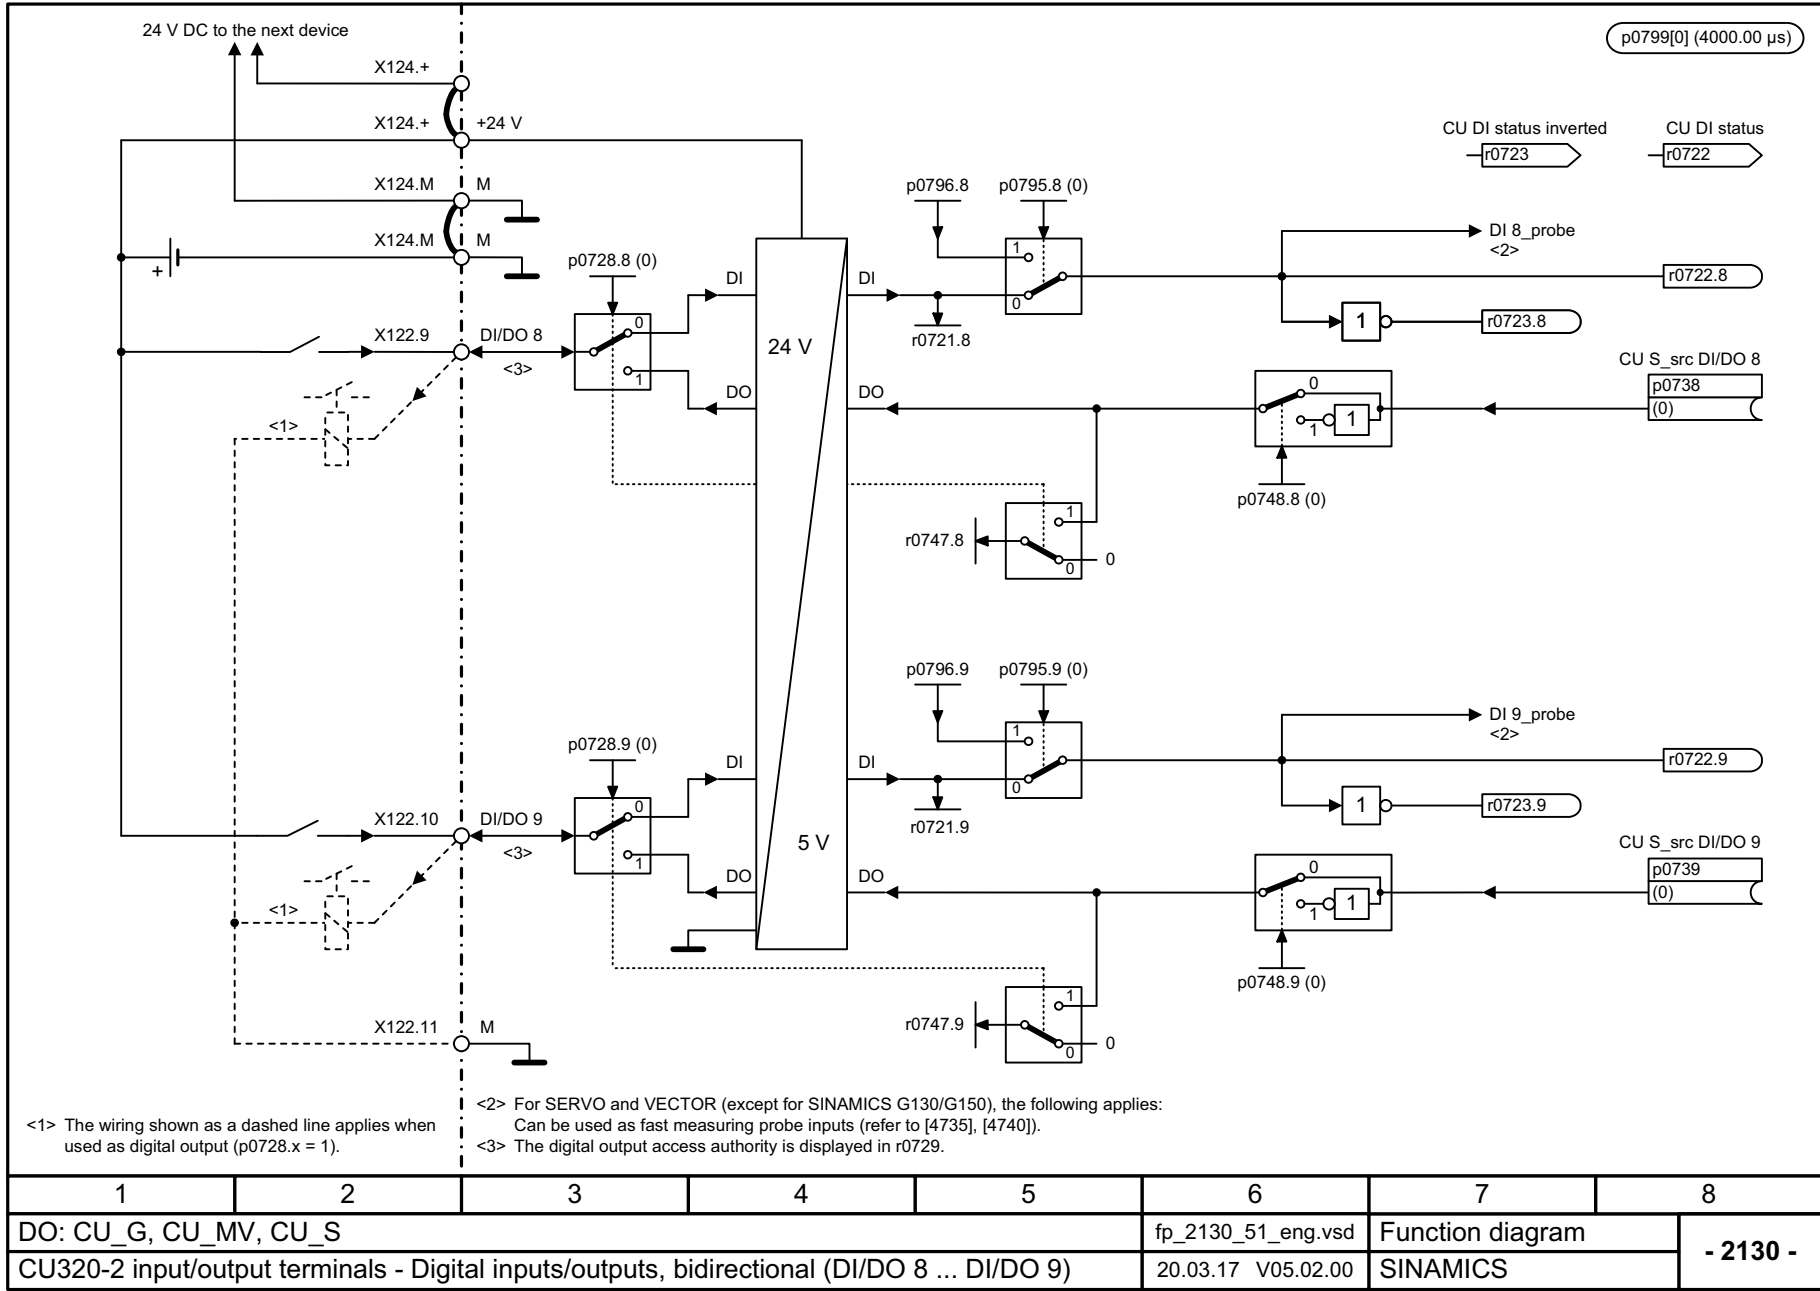 24 V DC to the next device
p0799[0] (4000.00 µs)
X124.+
X124.+
+24 V
CU DI status inverted
CU DI status
r0723
r0722
X124.M
M
p0796.8
p0795.8 (0)
X124.M
M
+
p0728.8 (0)
DI
DI
1
0
DI 8_probe
<2>
r0722.8
r0721.8
1
r0723.8
X122.9
DI/DO 8
<3>
0
1
24 V
DO
DO
CU S_src DI/DO 8
p0738
(0)
0
1
1
<1>
p0748.8 (0)
r0747.8
1
0
0
p0796.9
p0795.9 (0)
p0728.9 (0)
DI
DI
1
0
DI 9_probe
<2>
r0722.9
r0721.9
1
r0723.9
X122.10
DI/DO 9
<3>
0
1
5 V
DO
DO
CU S_src DI/DO 9
p0739
(0)
0
1
1
<1>
p0748.9 (0)
r0747.9
1
0
0
X122.11
M
<1> The wiring shown as a dashed line applies when
used as digital output (p0728.x = 1).
<2> For SERVO and VECTOR (except for SINAMICS G130/G150), the following applies:
Can be used as fast measuring probe inputs (refer to [4735], [4740]).
<3> The digital output access authority is displayed in r0729.
1 2 3 4 5 6 7 8
DO: CU_G, CU_MV, CU_S
fp_2130_51_eng.vsd
Function diagram
- 2130 -
CU320-2 input/output terminals - Digital inputs/outputs, bidirectional (DI/DO 8 ... DI/DO 9)
20.03.17 V05.02.00
SINAMICS